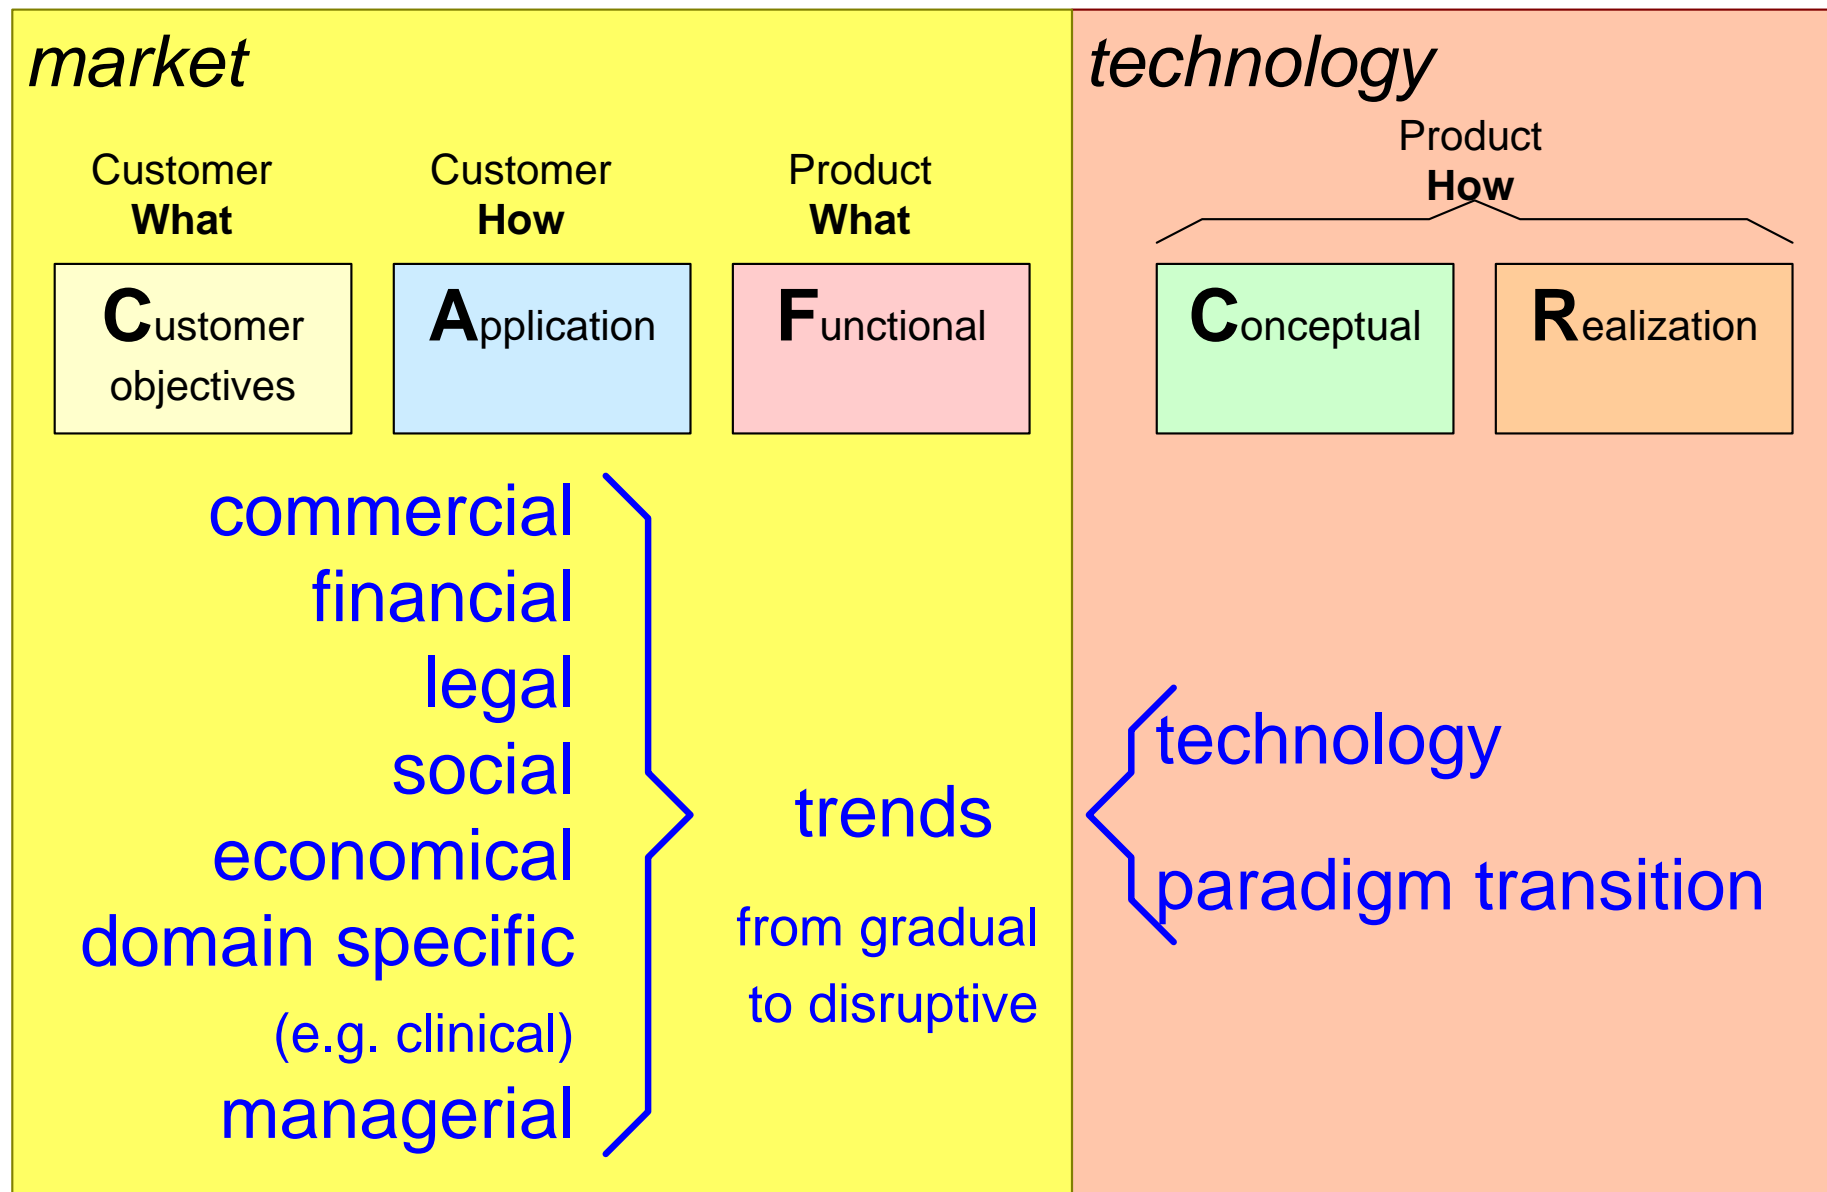 market
Customer
What
Customer
How
Product
What
Customer
objectives
Application
Functional
commercial
financial
legal
social
economical
domain specific
(e.g. clinical)
managerial
trends
from gradual
to disruptive
technology
Product
How
Conceptual
Realization
technology
paradigm transition